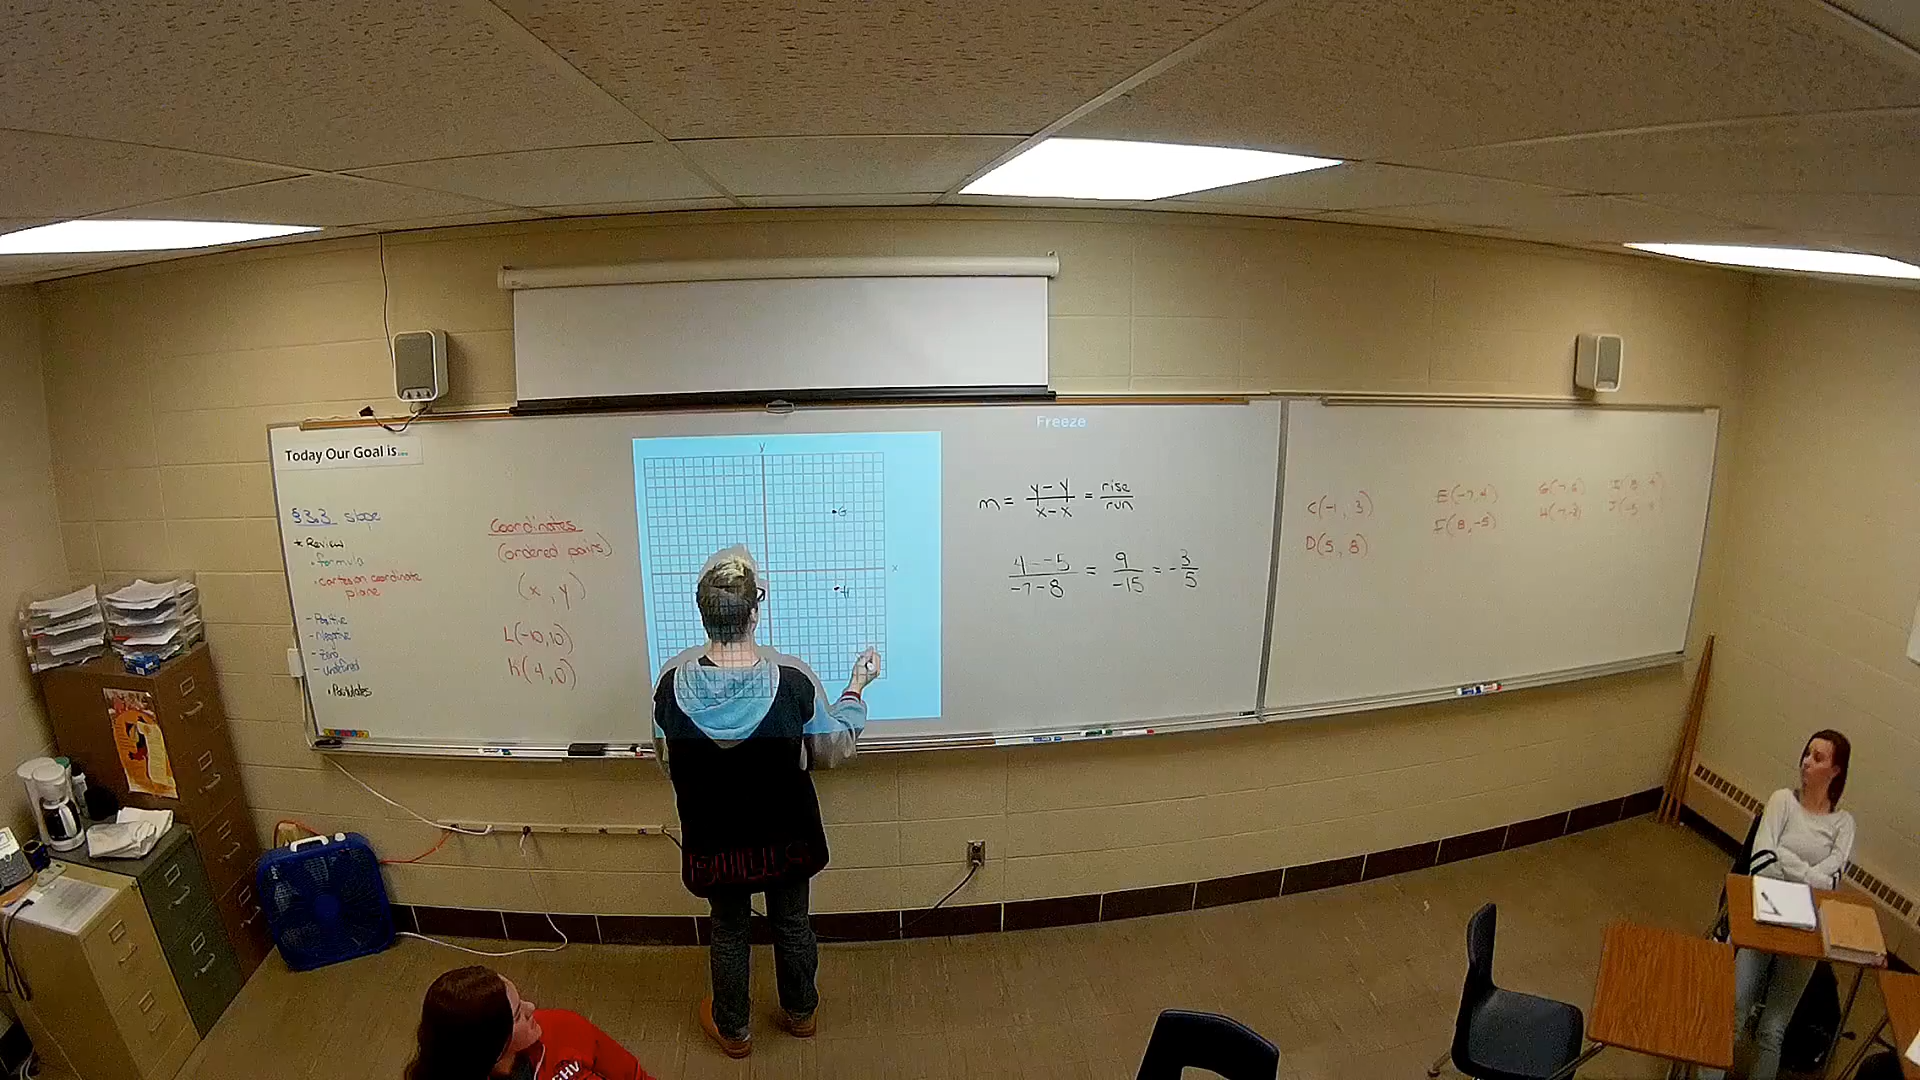 Freeze
Today Our Goal is...
§3.3 slope
* Review
• formula
• cartesian coordinate
plane
- Positive
- Negative
- Zero
- undefined
• Postulates
Coordinates
(ordered pairs)
(x, y)
L(-10,10)
K(4,0)
y
x
• G
• H
m = y-y/x-x = rise/run
4--5/-7-8 = 9/-15 = -3/5
C(-1, 3)
D(5, 8)
E(-7,4)
F(8,-5)
BILLS